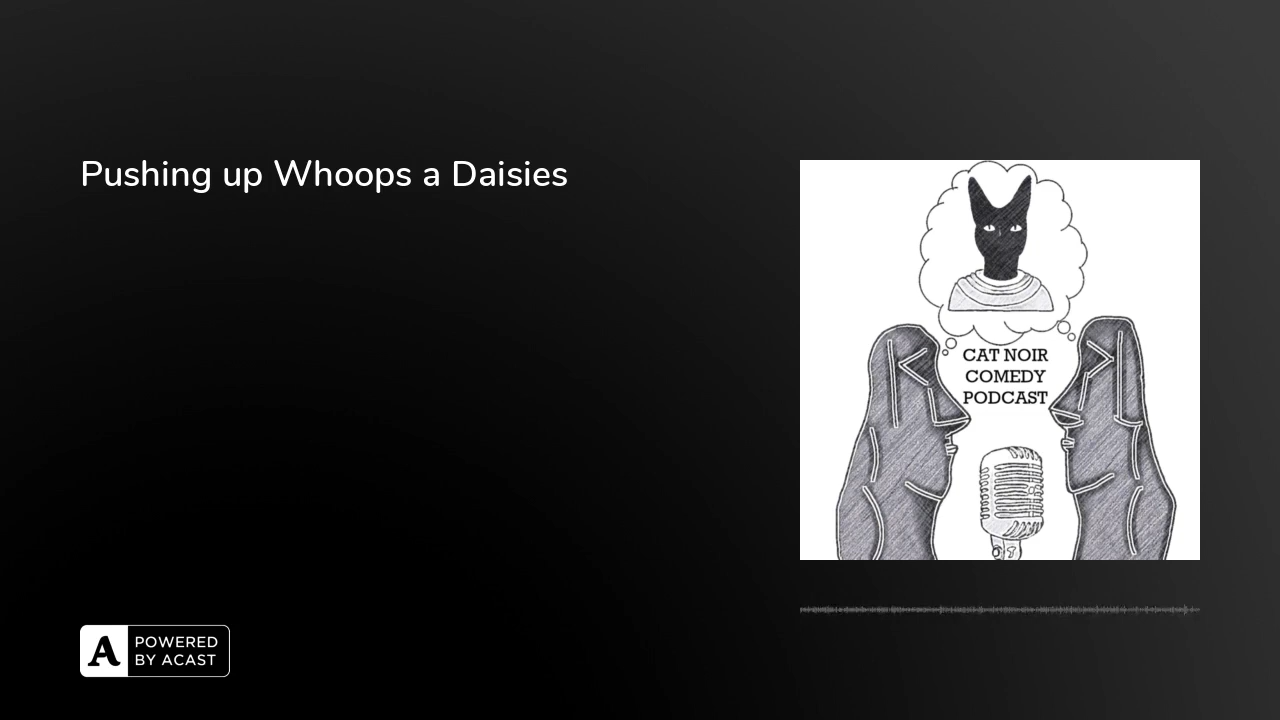 Pushing up Whoops a Daisies
CAT NOIR
COMEDY
PODCAST
A POWERED
BY ACAST